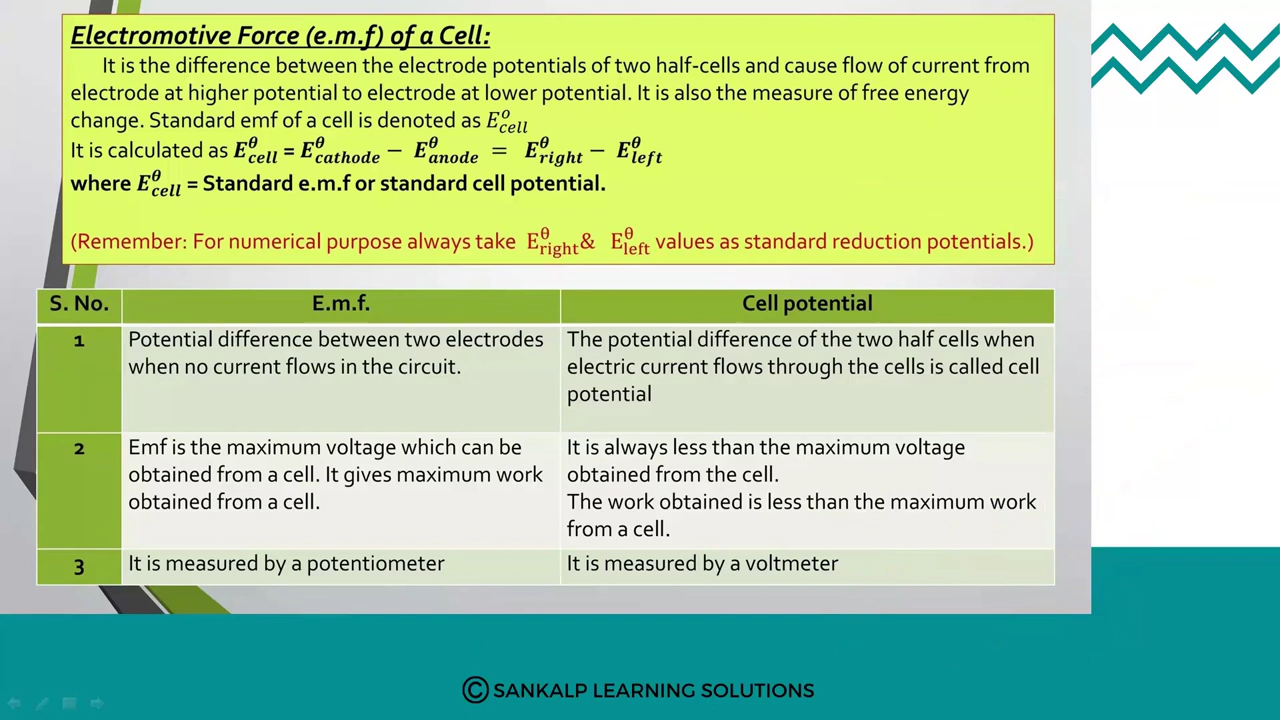 Electromotive Force (e.m.f) of a Cell:
It is the difference between the electrode potentials of two half-cells and cause flow of current from
electrode at higher potential to electrode at lower potential. It is also the measure of free energy
change. Standard emf of a cell is denoted as E°cell
It is calculated as Eᶿcell = Eᶿcathode − Eᶿanode = Eᶿright − Eᶿleft
where Eᶿcell = Standard e.m.f or standard cell potential.
(Remember: For numerical purpose always take Eᶿright & Eᶿleft values as standard reduction potentials.)
S. No. E.m.f. Cell potential
1 Potential difference between two electrodes The potential difference of the two half cells when
when no current flows in the circuit. electric current flows through the cells is called cell
potential
2 Emf is the maximum voltage which can be It is always less than the maximum voltage
obtained from a cell. It gives maximum work obtained from the cell.
obtained from a cell. The work obtained is less than the maximum work
from a cell.
3 It is measured by a potentiometer It is measured by a voltmeter
© SANKALP LEARNING SOLUTIONS